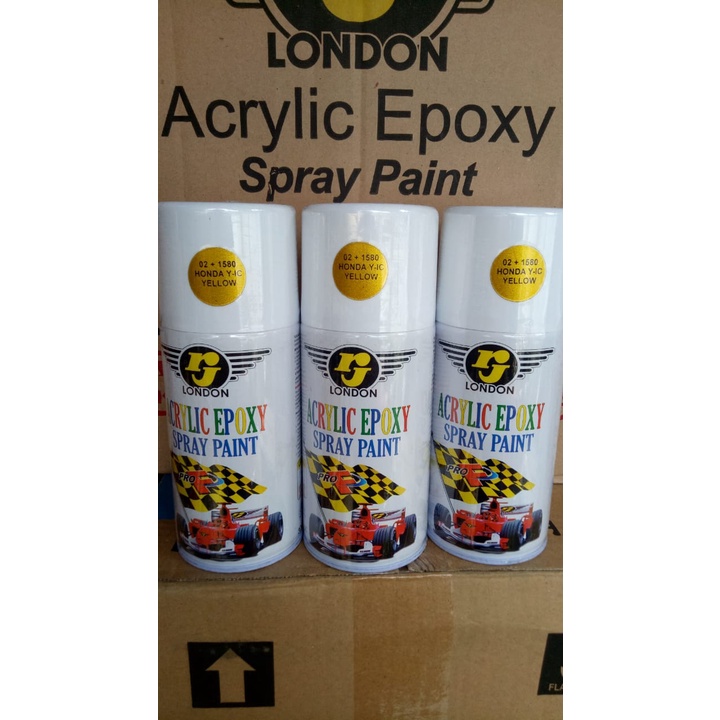 LONDON
Acrylic Epoxy
Spray Paint
02 + 1580
HONDA Y-IC
YELLOW
02 + 1580
HONDA Y-IC
YELLOW
02 + 1580
HONDA Y-IC
YELLOW
rj
LONDON
ACRYLIC EPOXY
SPRAY PAINT
PRO
rj
LONDON
ACRYLIC EPOXY
SPRAY PAINT
PRO
rj
LONDON
ACRYLIC EPOXY
SPRAY PAINT
PRO